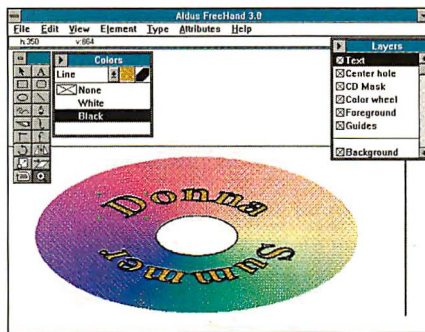 Aldus FreeHand 3.0
File Edit View Element Type Attributes Help
h:350 v:664
Colors
Line
None
White
Black
Layers
Text
Center hole
CD Mask
Color wheel
Foreground
Guides
Background
Donna
Summer